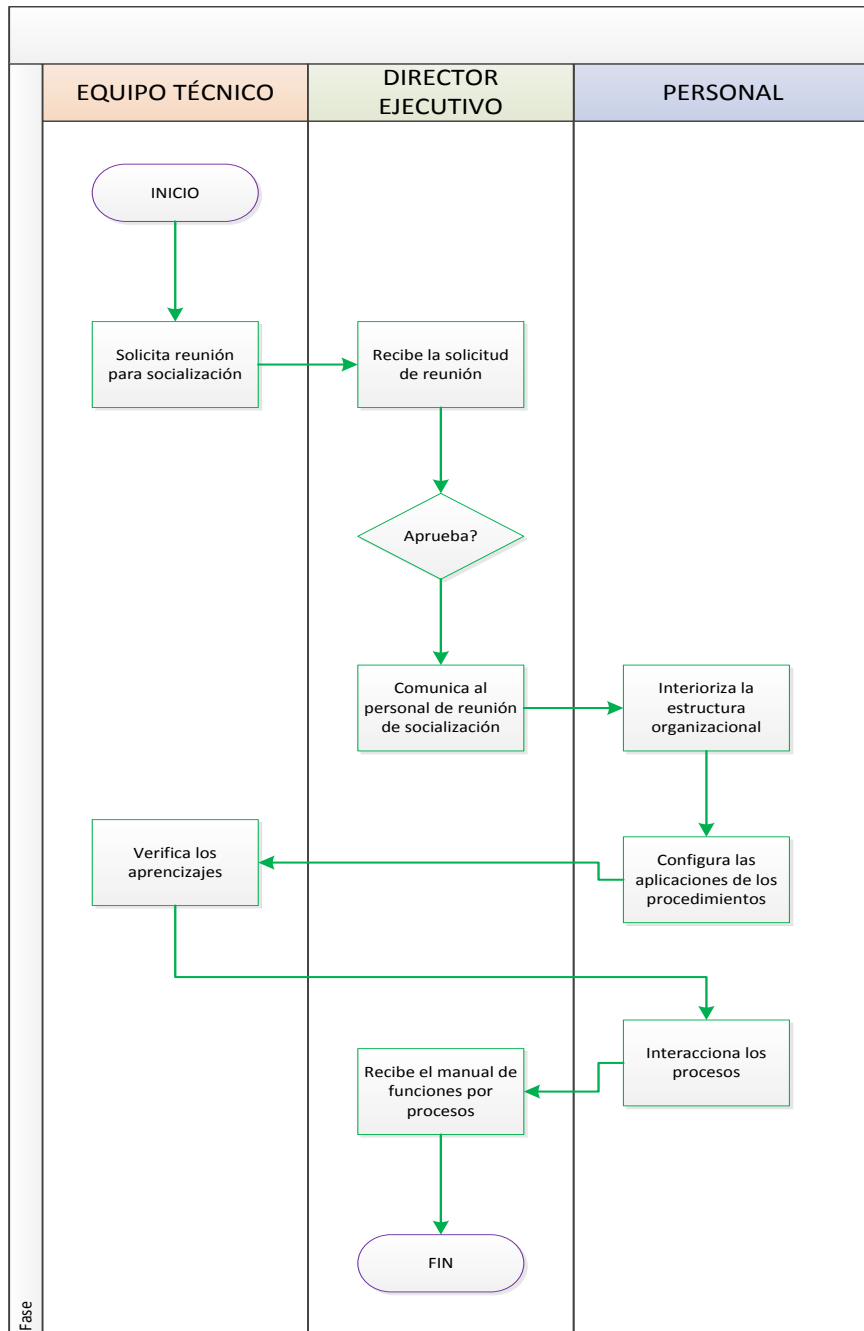 EQUIPO TÉCNICO
DIRECTOR
EJECUTIVO
PERSONAL
INICIO
Solicita reunión
para socialización
Recibe la solicitud
de reunión
Aprueba?
Comunica al
personal de reunión
de socialización
Interioriza la
estructura
organizacional
Verifica los
aprencizajes
Configura las
aplicaciones de los
procedimientos
Interacciona los
procesos
Recibe el manual de
funciones por
procesos
FIN
Fase